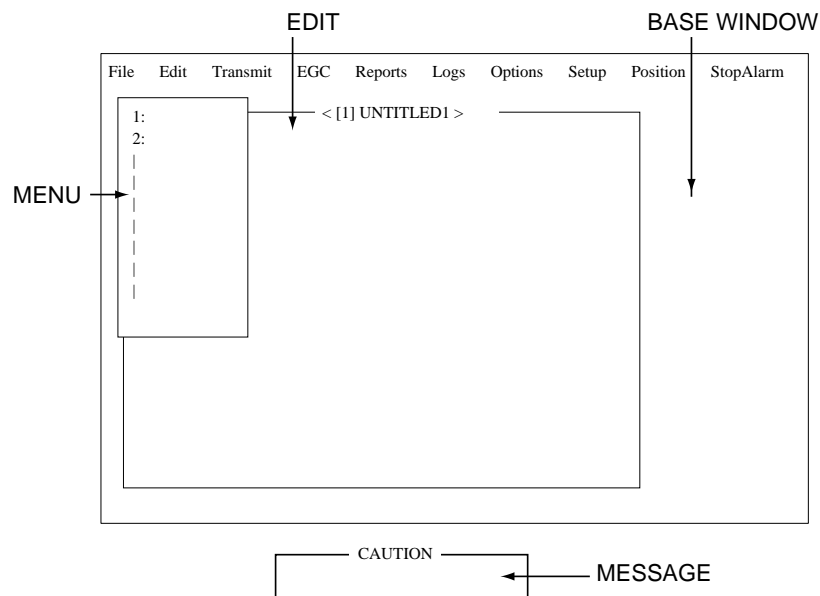 EDIT BASE WINDOW
File Edit Transmit EGC Reports Logs Options Setup Position StopAlarm
< [1] UNTITLED1 >
1:
2:
MENU
CAUTION
MESSAGE